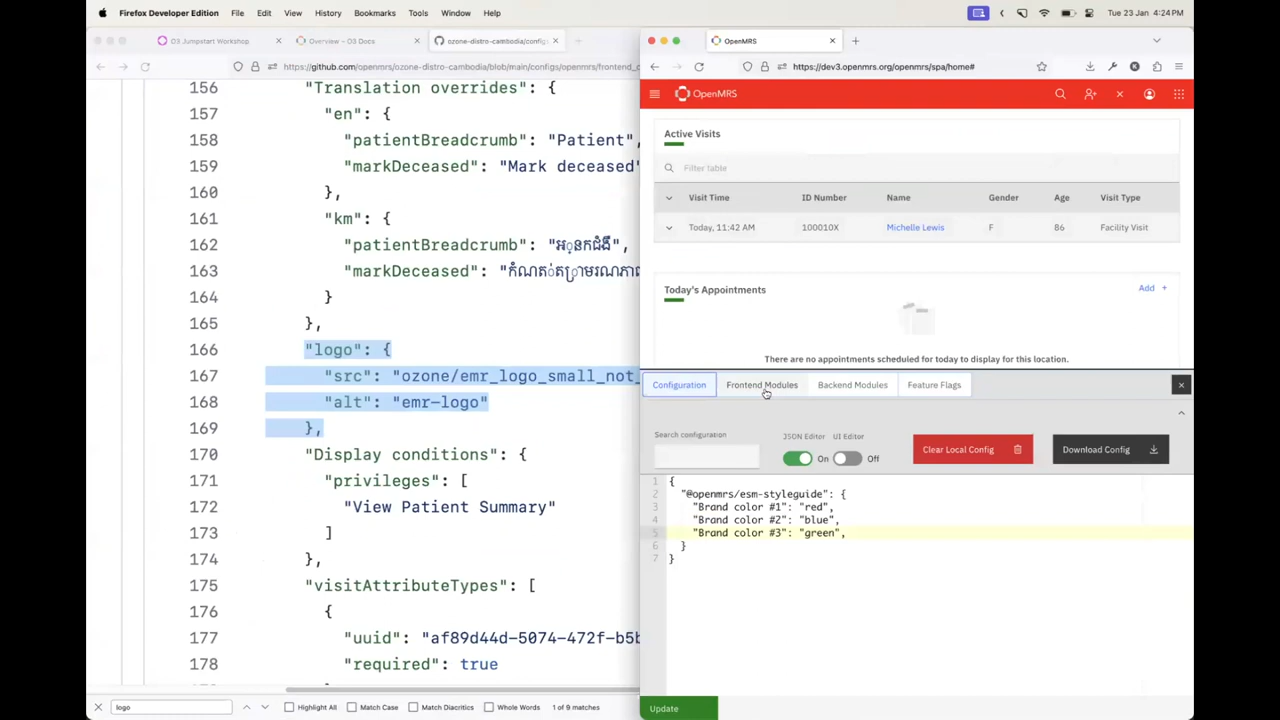 Firefox Developer Edition File Edit View History Bookmarks Tools Window Help Tue 23 Jan 4:24 PM
O3 Jumpstart Workshop
Overview – O3 Docs
ozone-distro-cambodia/config
https://github.com/openmrs/ozone-distro-cambodia/blob/main/configs/openmrs/frontend_c
156 "Translation overrides": {
157 "en": {
158 "patientBreadcrumb": "Patient",
159 "markDeceased": "Mark deceased"
160 },
161 "km": {
162 "patientBreadcrumb":
163 "markDeceased":
164 }
165 },
166 "logo": {
167 "src": "ozone/emr_logo_small_not_
168 "alt": "emr-logo"
169 },
170 "Display conditions": {
171 "privileges": [
172 "View Patient Summary"
173 ]
174 },
175 "visitAttributeTypes": [
176 {
177 "uuid": "af89d44d-5074-472f-b5b
178 "required": true
logo Highlight All Match Case Match Diacritics Whole Words 1 of 9 matches
OpenMRS
https://dev3.openmrs.org/openmrs/spa/home#
OpenMRS
Active Visits
Filter table
Visit Time ID Number Name Gender Age Visit Type
Today, 11:42 AM 100010X Michelle Lewis F 86 Facility Visit
Today's Appointments Add +
There are no appointments scheduled for today to display for this location.
Configuration Frontend Modules Backend Modules Feature Flags
Search configuration JSON Editor UI Editor
On Off Clear Local Config Download Config
1 {
2 "@openmrs/esm-styleguide": {
3 "Brand color #1": "red",
4 "Brand color #2": "blue",
5 "Brand color #3": "green",
6 }
7 }
Update